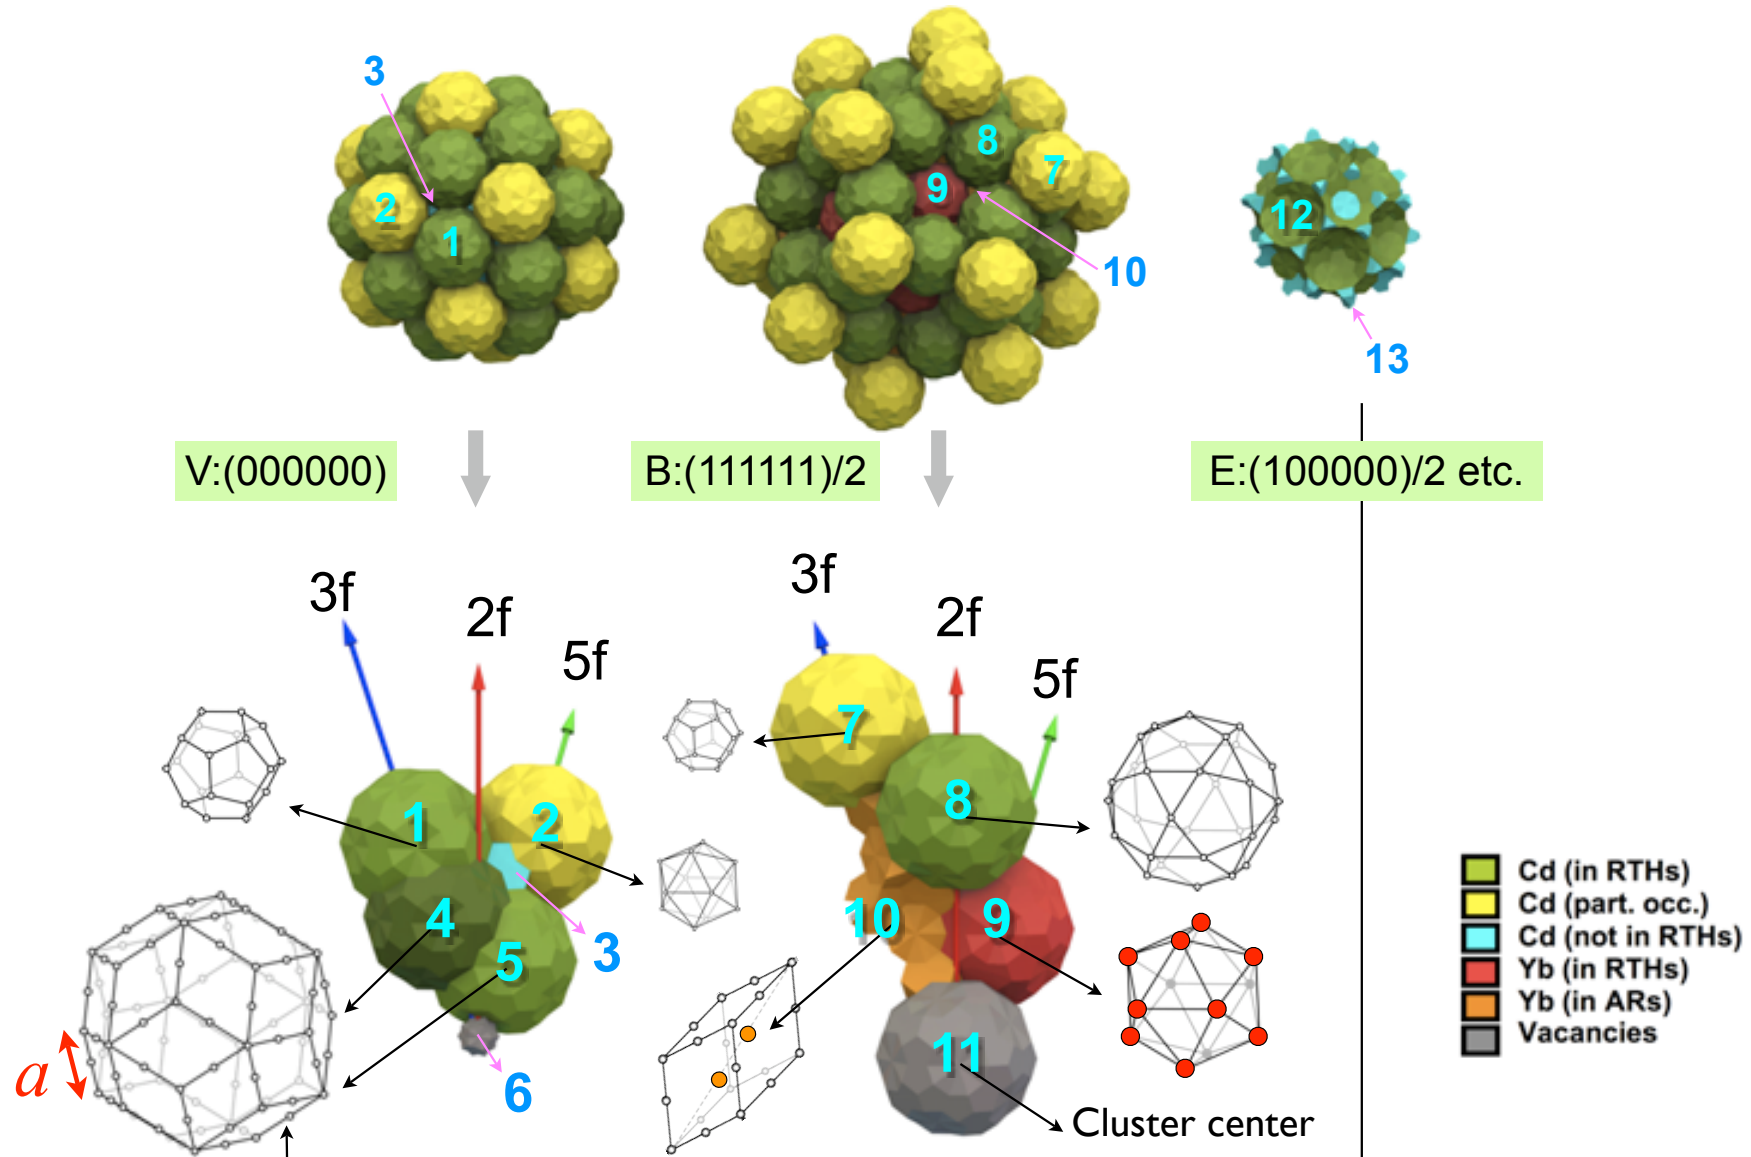 3
2
1
8
7
9
10
12
13
V:(000000)
B:(111111)/2
E:(100000)/2 etc.
3f
2f
5f
3f
2f
5f
1
2
4
3
5
6
a
7
8
10
9
11
Cluster center
Cd (in RTHs)
Cd (part. occ.)
Cd (not in RTHs)
Yb (in RTHs)
Yb (in ARs)
Vacancies